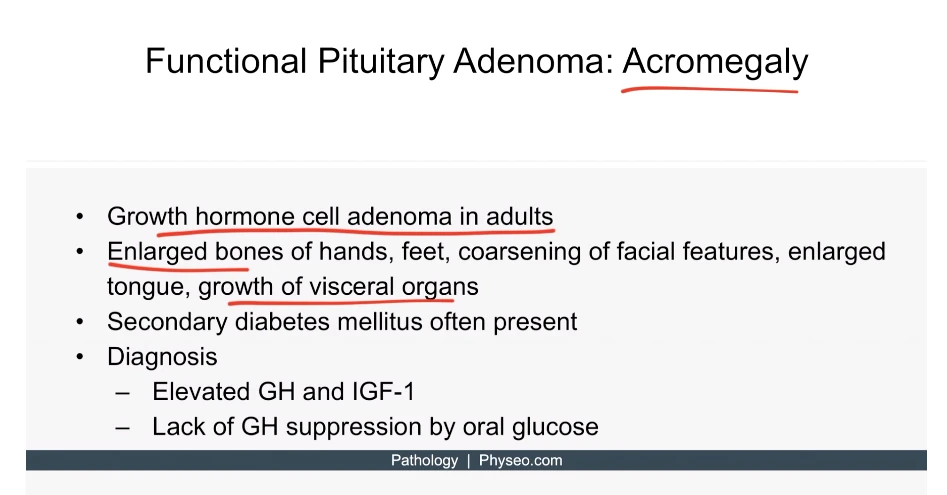 Functional Pituitary Adenoma: Acromegaly
• Growth hormone cell adenoma in adults
• Enlarged bones of hands, feet, coarsening of facial features, enlarged
tongue, growth of visceral organs
• Secondary diabetes mellitus often present
• Diagnosis
– Elevated GH and IGF-1
– Lack of GH suppression by oral glucose
Pathology | Physeo.com